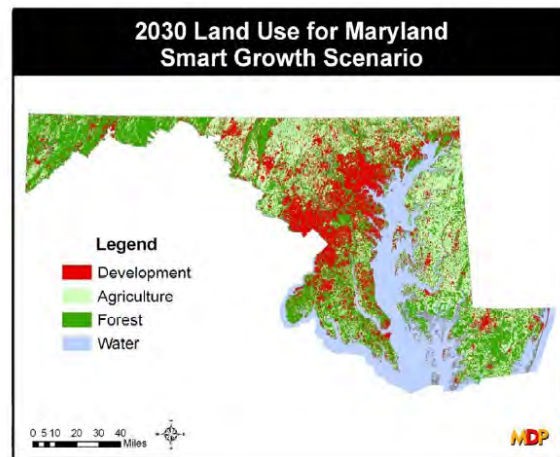 2030 Land Use for Maryland
Smart Growth Scenario
Legend
Development
Agriculture
Forest
Water
0 5 10 20 30 40
Miles
MDP